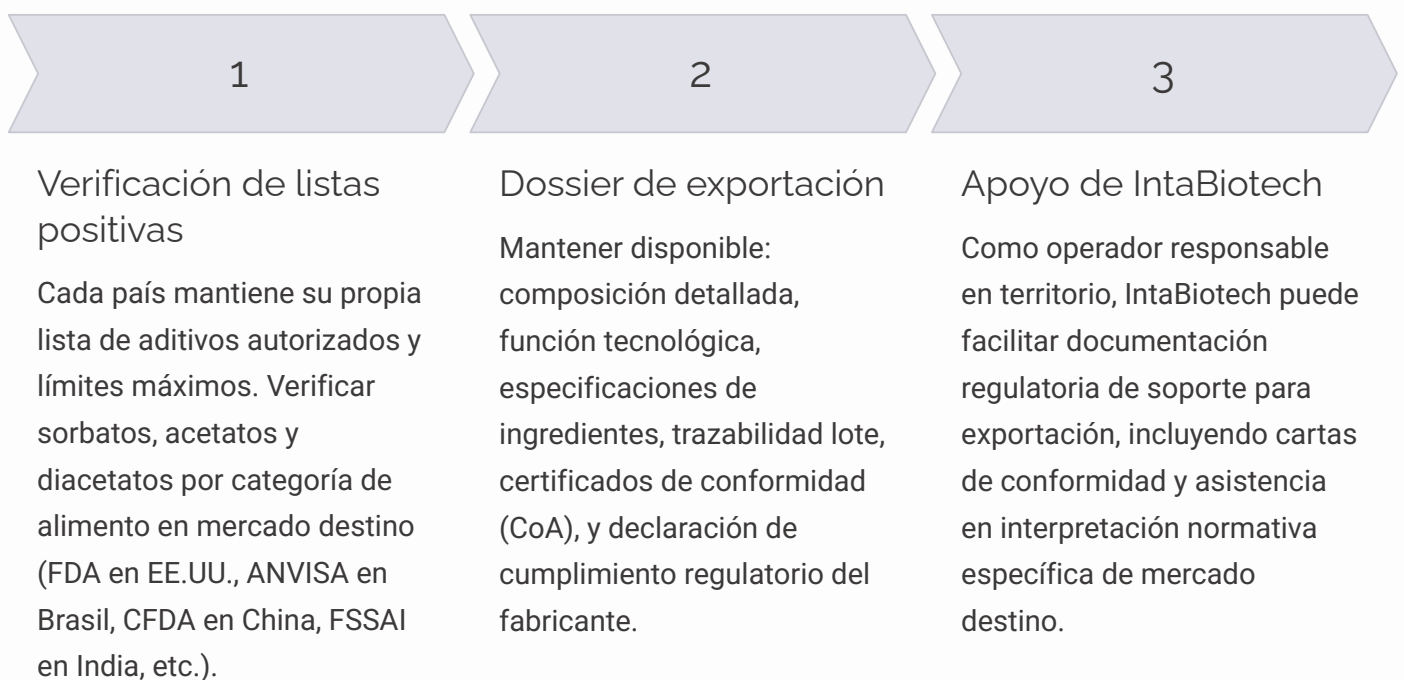 1
Verificación de listas
positivas
Cada país mantiene su propia
lista de aditivos autorizados y
límites máximos. Verificar
sorbatos, acetatos y
diacetatos por categoría de
alimento en mercado destino
(FDA en EE.UU., ANVISA en
Brasil, CFDA en China, FSSAI
en India, etc.).
2
Dossier de exportación
Mantener disponible:
composición detallada,
función tecnológica,
especificaciones de
ingredientes, trazabilidad lote,
certificados de conformidad
(CoA), y declaración de
cumplimiento regulatorio del
fabricante.
3
Apoyo de IntaBiotech
Como operador responsable
en territorio, IntaBiotech puede
facilitar documentación
regulatoria de soporte para
exportación, incluyendo cartas
de conformidad y asistencia
en interpretación normativa
específica de mercado
destino.